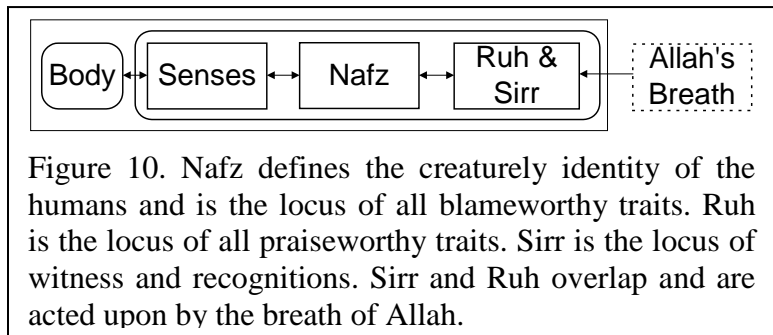 Body
Senses
Nafz
Ruh &
Sirr
Allah's
Breath
Figure 10. Nafz defines the creaturely identity of the
humans and is the locus of all blameworthy traits. Ruh
is the locus of all praiseworthy traits. Sirr is the locus of
witness and recognitions. Sirr and Ruh overlap and are
acted upon by the breath of Allah.